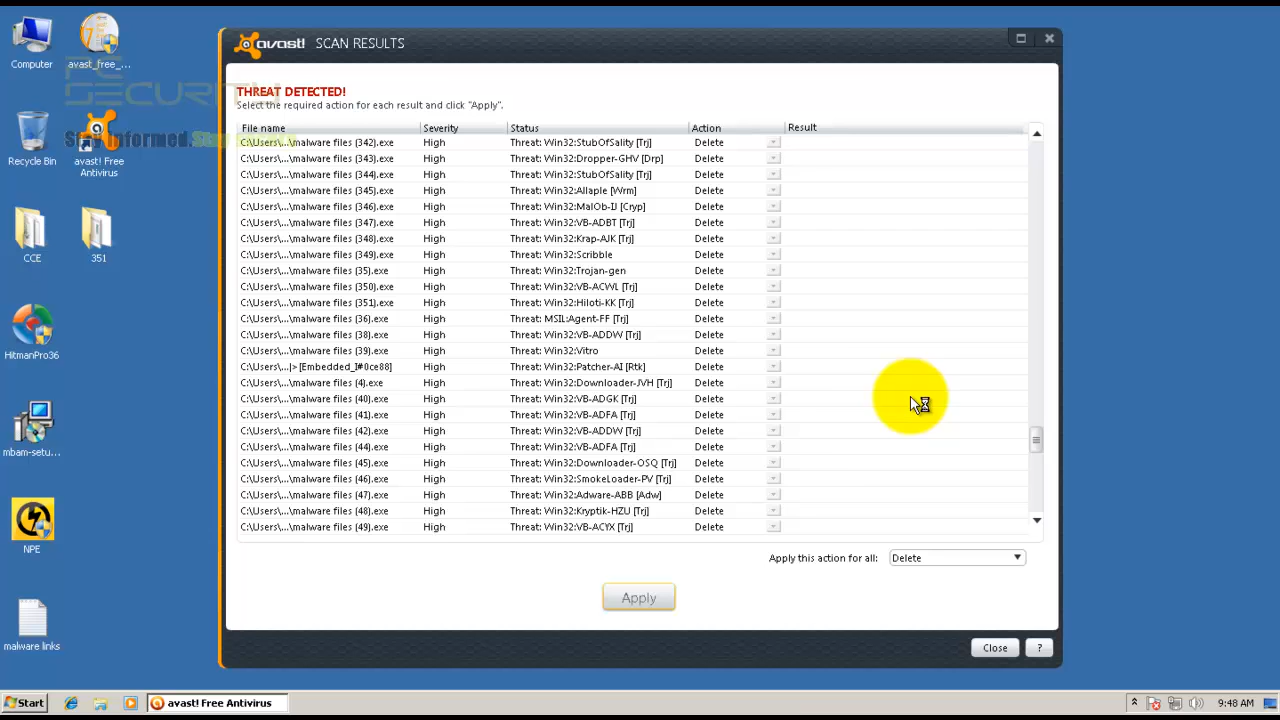 avast! SCAN RESULTS
THREAT DETECTED!
Select the required action for each result and click "Apply".
File name Severity Status Action Result
C:\Users\...\malware files (342).exe High Threat: Win32:StubOfSality [Trj] Delete
C:\Users\...\malware files (343).exe High Threat: Win32:Dropper-GHV [Drp] Delete
C:\Users\...\malware files (344).exe High Threat: Win32:StubOfSality [Trj] Delete
C:\Users\...\malware files (345).exe High Threat: Win32:Allaple [Wrm] Delete
C:\Users\...\malware files (346).exe High Threat: Win32:MalOb-IJ [Cryp] Delete
C:\Users\...\malware files (347).exe High Threat: Win32:VB-ADBT [Trj] Delete
C:\Users\...\malware files (348).exe High Threat: Win32:Krap-AJK [Trj] Delete
C:\Users\...\malware files (349).exe High Threat: Win32:Scribble Delete
C:\Users\...\malware files (35).exe High Threat: Win32:Trojan-gen Delete
C:\Users\...\malware files (350).exe High Threat: Win32:VB-ACWL [Trj] Delete
C:\Users\...\malware files (351).exe High Threat: Win32:Hiloti-KK [Trj] Delete
C:\Users\...\malware files (36).exe High Threat: MSIL:Agent-FF [Trj] Delete
C:\Users\...\malware files (38).exe High Threat: Win32:VB-ADDW [Trj] Delete
C:\Users\...\malware files (39).exe High Threat: Win32:Vitro Delete
C:\Users\...|>[Embedded_I#0ce88] High Threat: Win32:Patcher-AI [Rtk] Delete
C:\Users\...\malware files (4).exe High Threat: Win32:Downloader-JVH [Trj] Delete
C:\Users\...\malware files (40).exe High Threat: Win32:VB-ADGK [Trj] Delete
C:\Users\...\malware files (41).exe High Threat: Win32:VB-ADFA [Trj] Delete
C:\Users\...\malware files (42).exe High Threat: Win32:VB-ADDW [Trj] Delete
C:\Users\...\malware files (44).exe High Threat: Win32:VB-ADFA [Trj] Delete
C:\Users\...\malware files (45).exe High Threat: Win32:Downloader-OSQ [Trj] Delete
C:\Users\...\malware files (46).exe High Threat: Win32:SmokeLoader-PV [Trj] Delete
C:\Users\...\malware files (47).exe High Threat: Win32:Adware-ABB [Adw] Delete
C:\Users\...\malware files (48).exe High Threat: Win32:Kryptik-HZU [Trj] Delete
C:\Users\...\malware files (49).exe High Threat: Win32:VB-ACYX [Trj] Delete
Apply this action for all: Delete
Apply
Close ?
Computer
avast_free_...
PC
SECURITY
Stay informed.Stay
Recycle Bin
avast! Free
Antivirus
CCE
351
HitmanPro36
mbam-setu...
NPE
malware links
Start avast! Free Antivirus 9:48 AM